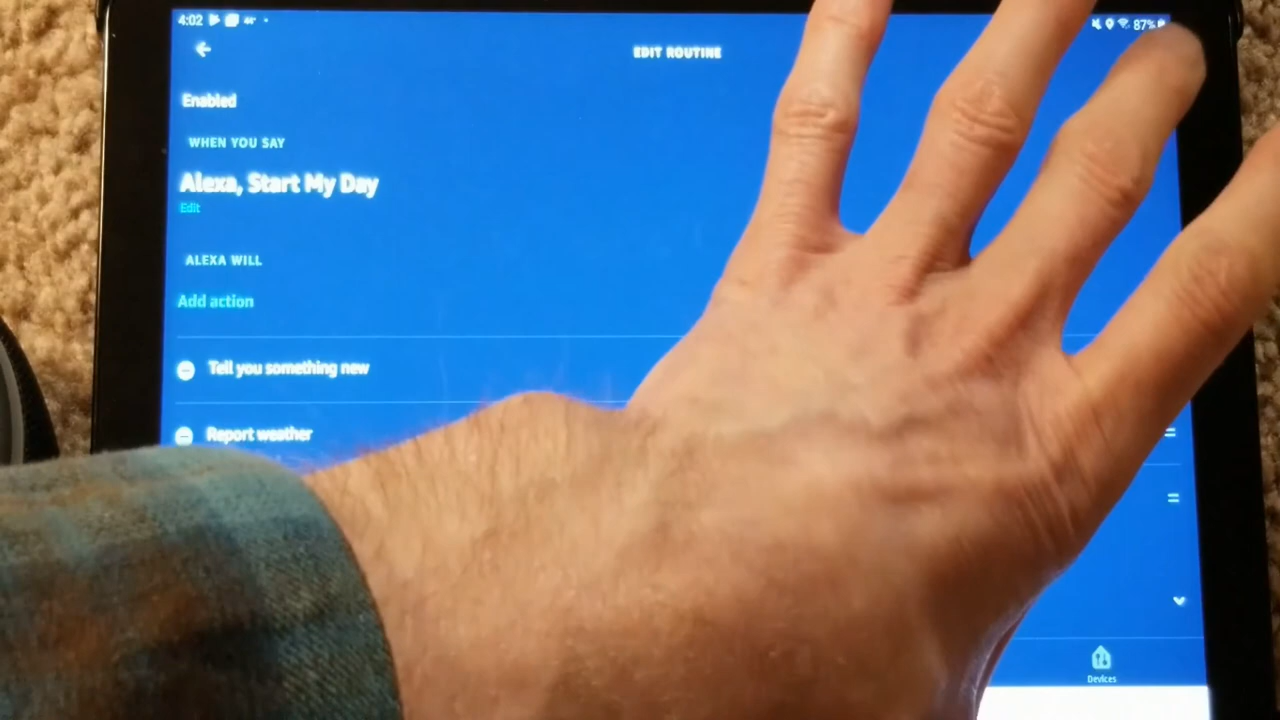 4:02 44° 87%
EDIT ROUTINE
Enabled
WHEN YOU SAY
Alexa, Start My Day
Edit
ALEXA WILL
Add action
Tell you something new
Report weather
Devices